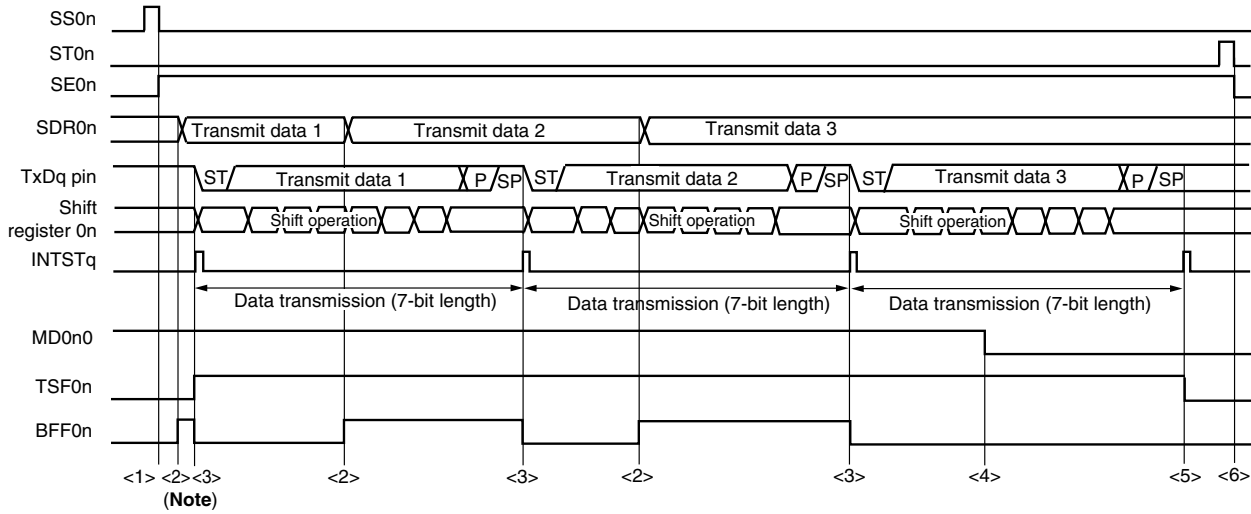 SS0n
ST0n
SE0n
SDR0n Transmit data 1 Transmit data 2 Transmit data 3
TxDq pin ST Transmit data 1 P SP ST Transmit data 2 P SP ST Transmit data 3 P SP
Shift
register 0n Shift operation Shift operation Shift operation
INTSTq
Data transmission (7-bit length) Data transmission (7-bit length) Data transmission (7-bit length)
MD0n0
TSF0n
BFF0n
<1> <2> <3> <2> <3> <2> <3> <4> <5> <6>
(Note)